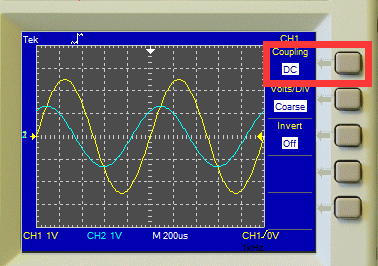 Tek
CH1
Coupling
DC
Volts/Div
Coarse
Invert
Off
CH1 1V
CH2 1V
M 200us
CH1/0V